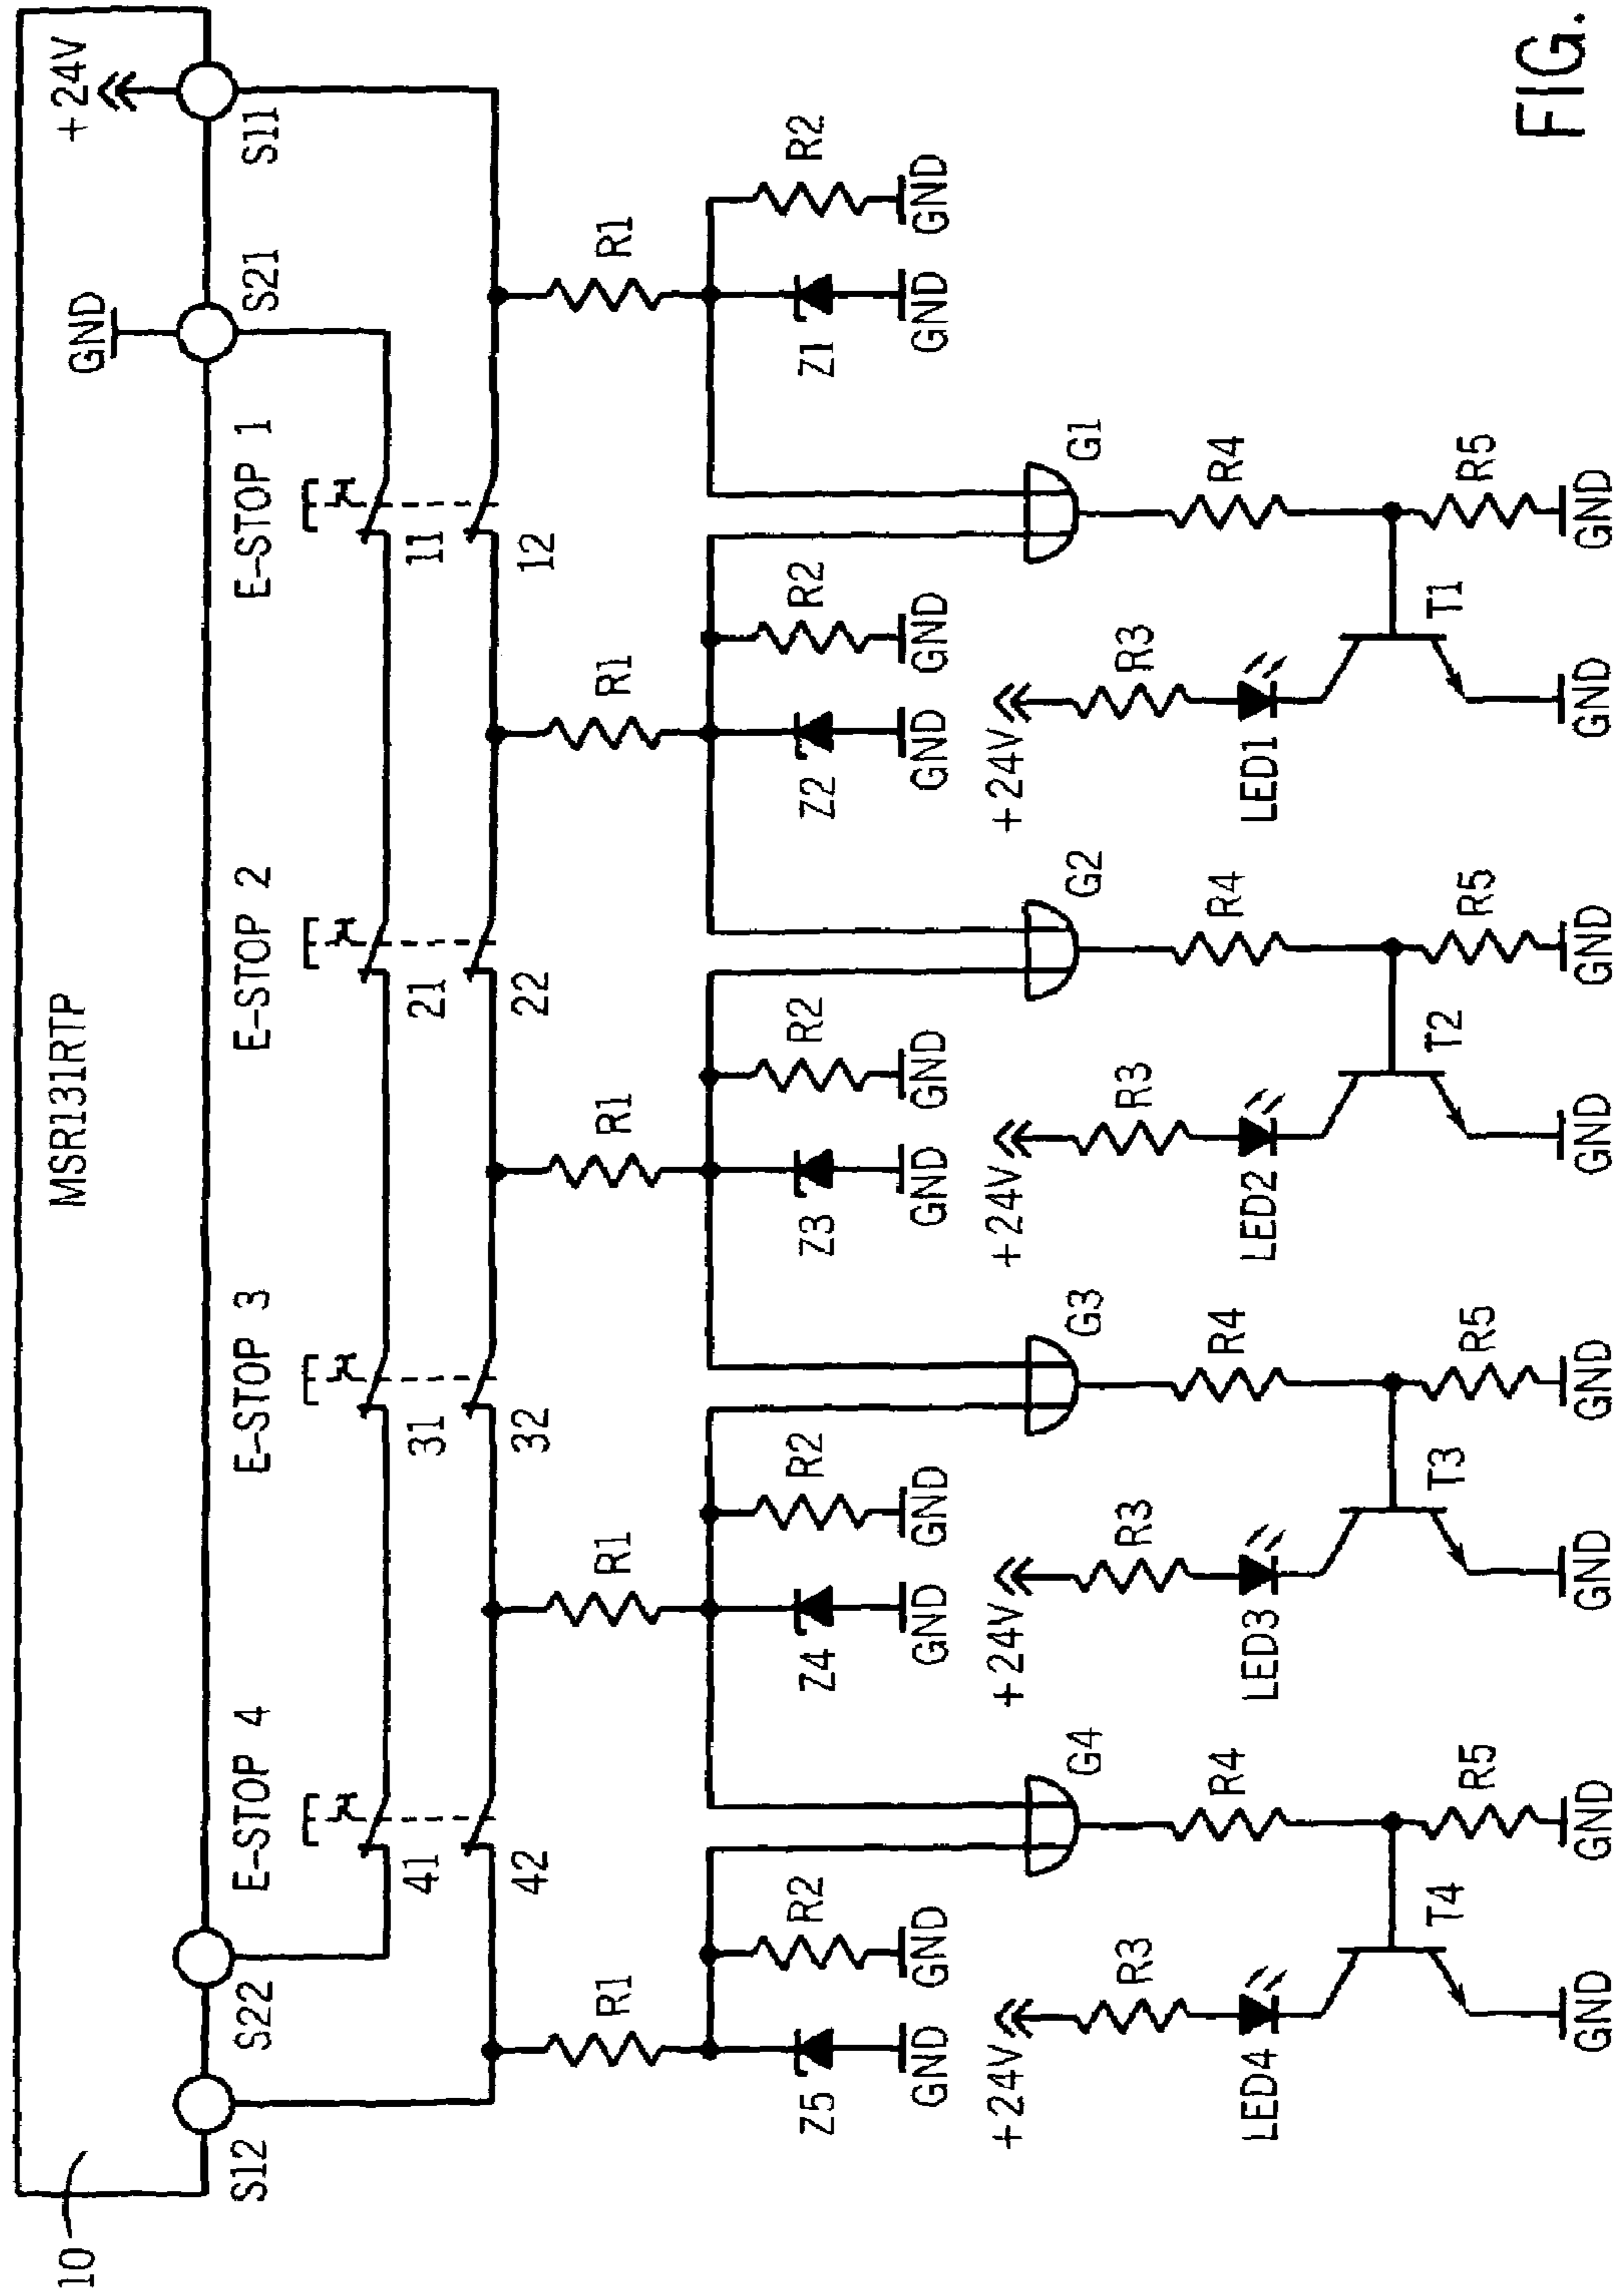 10
MSR131RTP
GND
+24V
S12
S22
E-STOP 4
E-STOP 3
E-STOP 2
E-STOP 1
S21
S11
41
31
21
11
42
32
22
12
R1
R1
R1
R1
R1
Z5
R2
Z4
R2
Z3
R2
Z2
R2
Z1
R2
GND
GND
GND
GND
GND
GND
GND
GND
GND
GND
+24V
R3
G4
+24V
R3
G3
+24V
R3
G2
+24V
R3
G1
LED4
R4
LED3
R4
LED2
R4
LED1
R4
T4
R5
T3
R5
T2
R5
T1
R5
GND
GND
GND
GND
GND
GND
GND
GND
FIG.